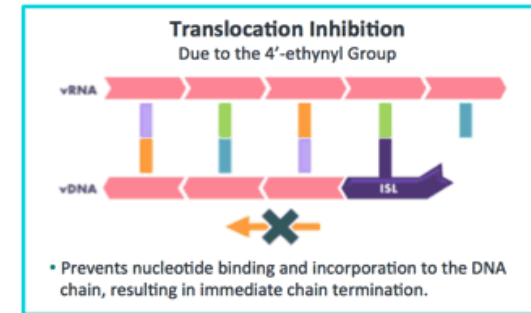 Translocation Inhibition
Due to the 4′-ethynyl Group
vRNA
vDNA
ISL
• Prevents nucleotide binding and incorporation to the DNA
chain, resulting in immediate chain termination.